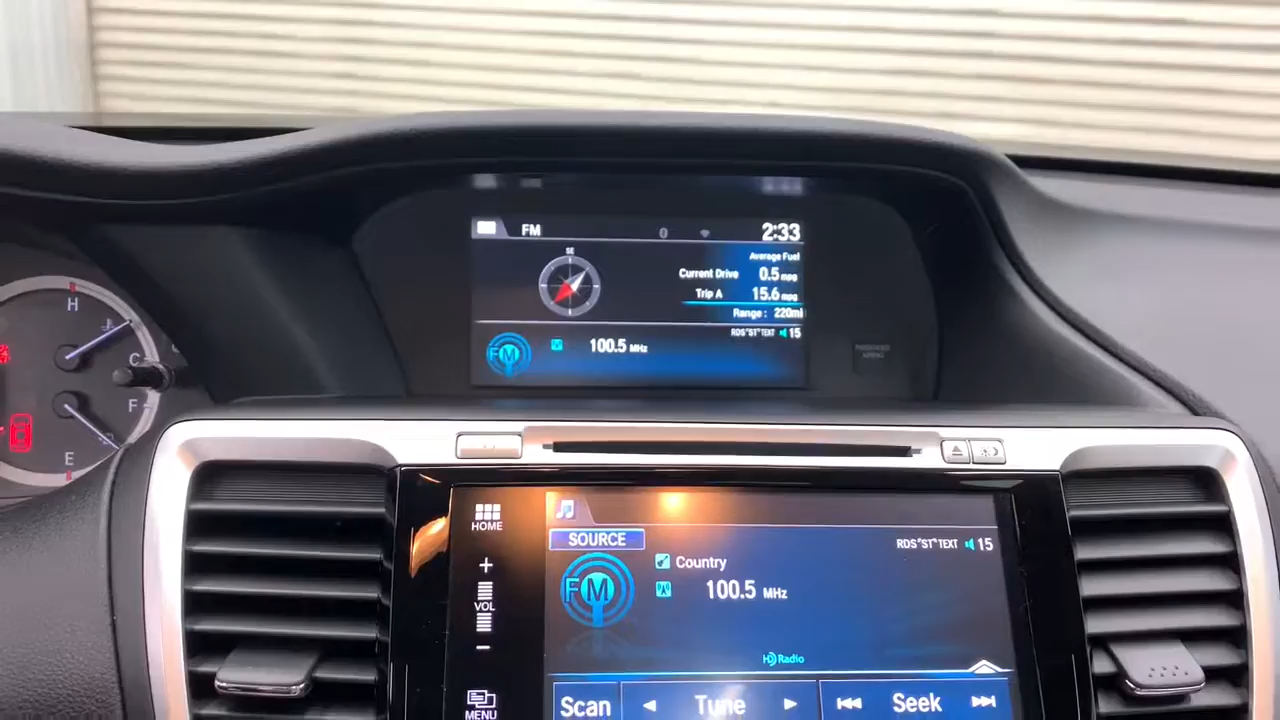 FM 2:33
SE
Average Fuel
Current Drive 0.5 mpg
Trip A 15.6 mpg
Range : 220mi
RDS "ST" TEXT 15
FM 100.5 MHz
H
C
F
E
HOME
SOURCE
RDS "ST" TEXT 15
+
Country
FM 100.5 MHz
VOL
-
HD Radio
MENU
Scan Tune Seek